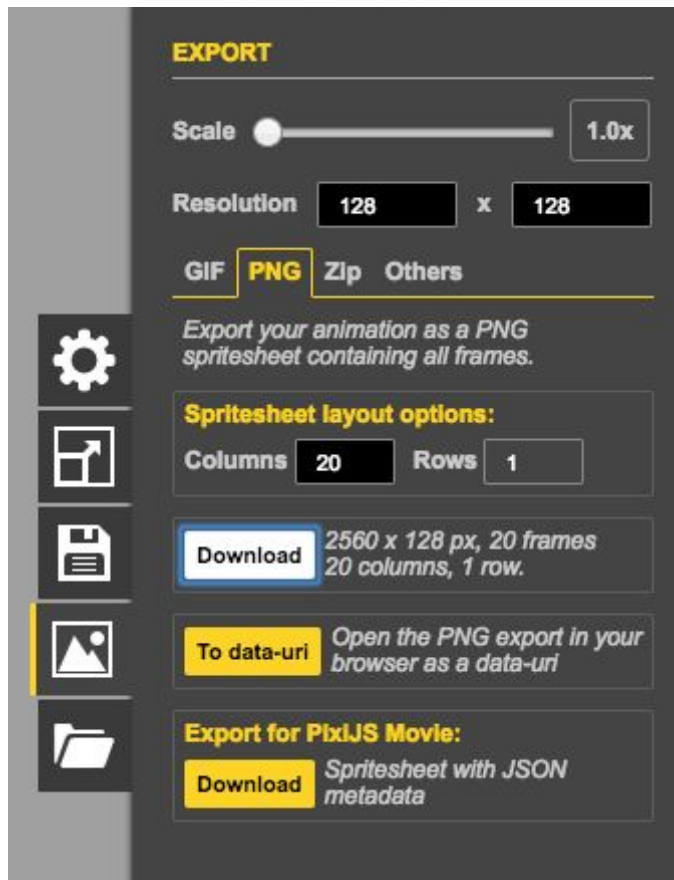 EXPORT
Scale 1.0x
Resolution 128 x 128
GIF PNG Zip Others
Export your animation as a PNG
spritesheet containing all frames.
Spritesheet layout options:
Columns 20 Rows 1
Download 2560 x 128 px, 20 frames
20 columns, 1 row.
To data-uri Open the PNG export in your
browser as a data-uri
Export for PixiJS Movie:
Download Spritesheet with JSON
metadata